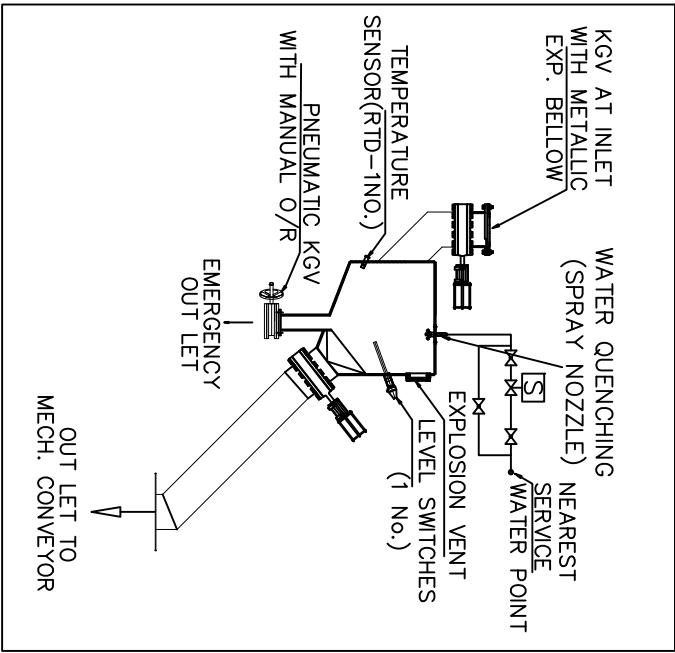 KGV AT INLET
WITH METALLIC
EXP. BELLOW
WATER QUENCHING
(SPRAY NOZZLE)
NEAREST
SERVICE
WATER POINT
S
TEMPERATURE
SENSOR(RTD-1NO.)
EXPLOSION VENT
LEVEL SWITCHES
(1 No.)
PNEUMATIC KGV
WITH MANUAL O/R
EMERGENCY
OUT LET
OUT LET TO
MECH. CONVEYOR